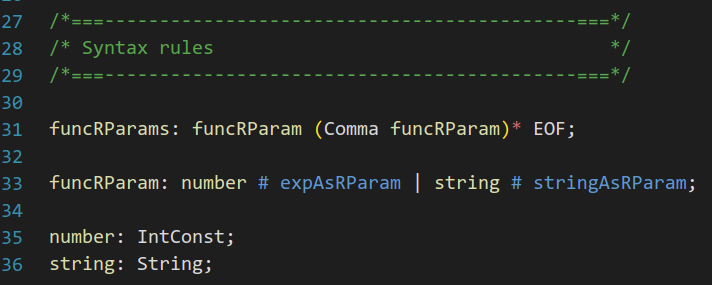 27 /*===-------------------------------------------===*/
28 /* Syntax rules                                    */
29 /*===-------------------------------------------===*/
30
31 funcRParams: funcRParam (Comma funcRParam)* EOF;
32
33 funcRParam: number # expAsRParam | string # stringAsRParam;
34
35 number: IntConst;
36 string: String;